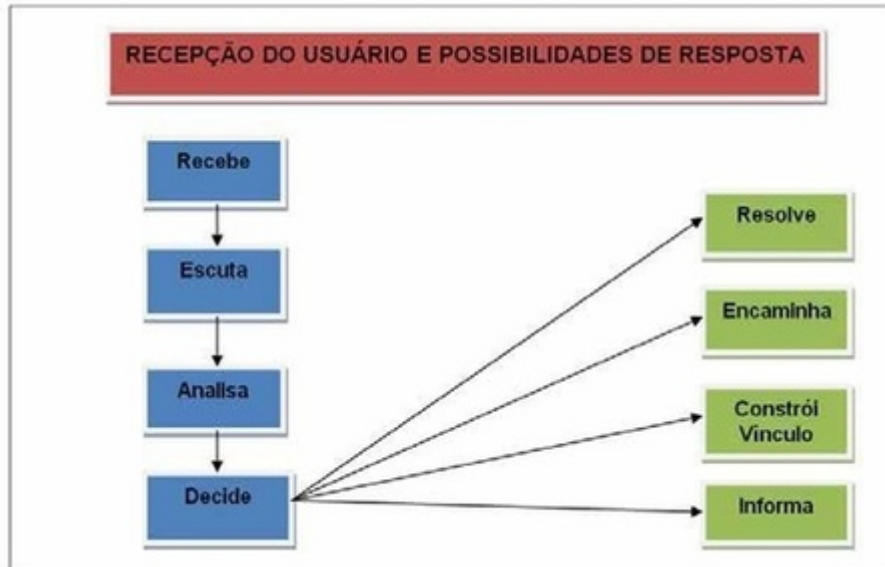 RECEPÇÃO DO USUÁRIO E POSSIBILIDADES DE RESPOSTA
Recebe
Escuta
Analisa
Decide
Resolve
Encaminha
Constrói
Vínculo
Informa